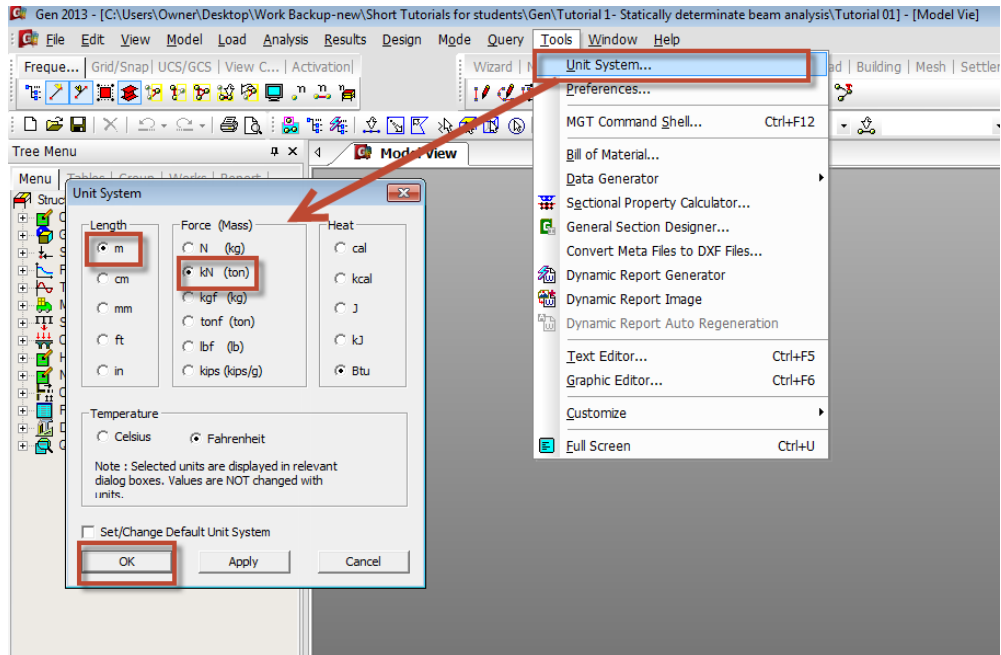 Gen 2013 - [C:\Users\Owner\Desktop\Work Backup-new\Short Tutorials for students\Gen\Tutorial 1- Statically determinate beam analysis\Tutorial 01] - [Model Vie]
File Edit View Model Load Analysis Results Design Mode Query Tools Window Help
Freque... Grid/Snap UCS/GCS View C... Activation Wizard Building Mesh Settler
Unit System...
Preferences...
MGT Command Shell... Ctrl+F12
Bill of Material...
Data Generator
Sectional Property Calculator...
General Section Designer...
Convert Meta Files to DXF Files...
Dynamic Report Generator
Dynamic Report Image
Dynamic Report Auto Regeneration
Text Editor... Ctrl+F5
Graphic Editor... Ctrl+F6
Customize
Full Screen Ctrl+U
Tree Menu
Model View
Menu Tables Group Works Report
Struc
Unit System
Length Force (Mass) Heat
m N (kg) cal
cm kN (ton) kcal
mm kgf (kg) J
ft tonf (ton) kJ
in lbf (lb) Btu
kips (kips/g)
Temperature
Celsius Fahrenheit
Note : Selected units are displayed in relevant
dialog boxes. Values are NOT changed with
units.
Set/Change Default Unit System
OK Apply Cancel